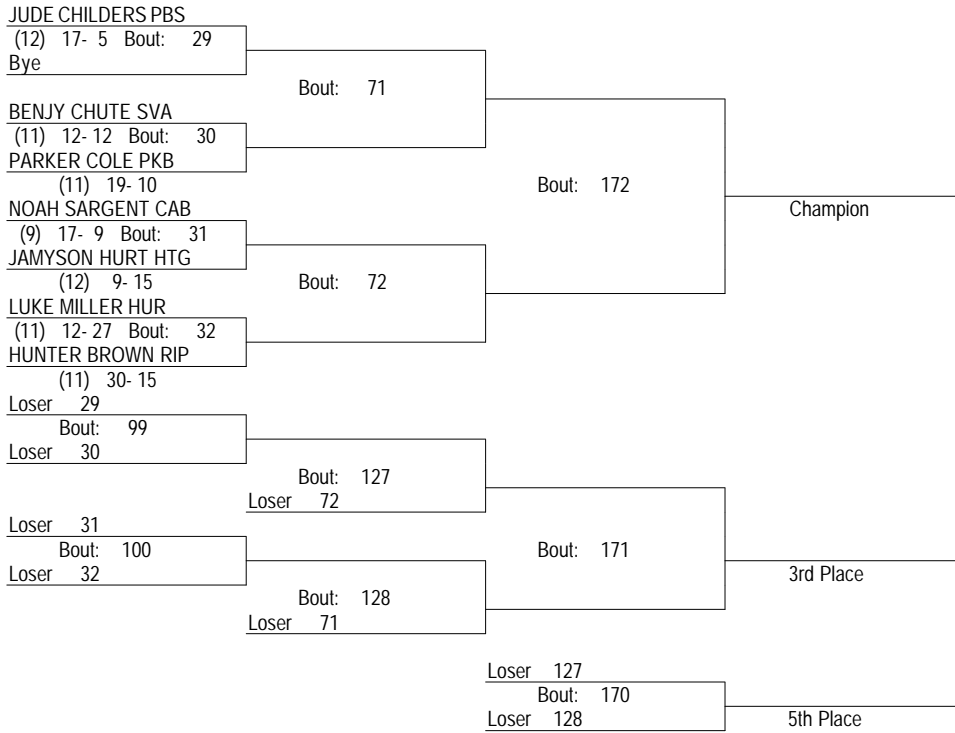 JUDE CHILDERS PBS
(12) 17- 5 Bout: 29
Bye
Bout: 71
BENJY CHUTE SVA
(11) 12- 12 Bout: 30
PARKER COLE PKB
(11) 19- 10
Bout: 172
NOAH SARGENT CAB
Champion
(9) 17- 9 Bout: 31
JAMYSON HURT HTG
(12) 9- 15
Bout: 72
LUKE MILLER HUR
(11) 12- 27 Bout: 32
HUNTER BROWN RIP
(11) 30- 15
Loser 29
Bout: 99
Loser 30
Bout: 127
Loser 72
Loser 31
Bout: 100
Bout: 171
Loser 32
3rd Place
Bout: 128
Loser 71
Loser 127
Bout: 170
Loser 128
5th Place